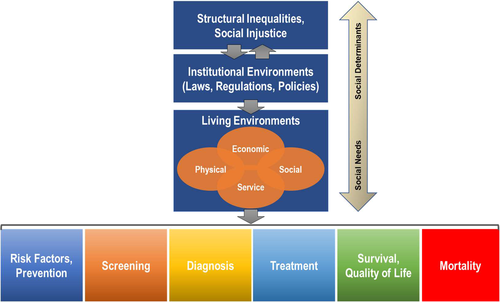 Structural Inequalities,
Social Injustice
Institutional Environments
(Laws, Regulations, Policies)
Living Environments
Economic
Physical
Social
Service
Social Determinants
Social Needs
Risk Factors,
Prevention
Screening
Diagnosis
Treatment
Survival,
Quality of Life
Mortality